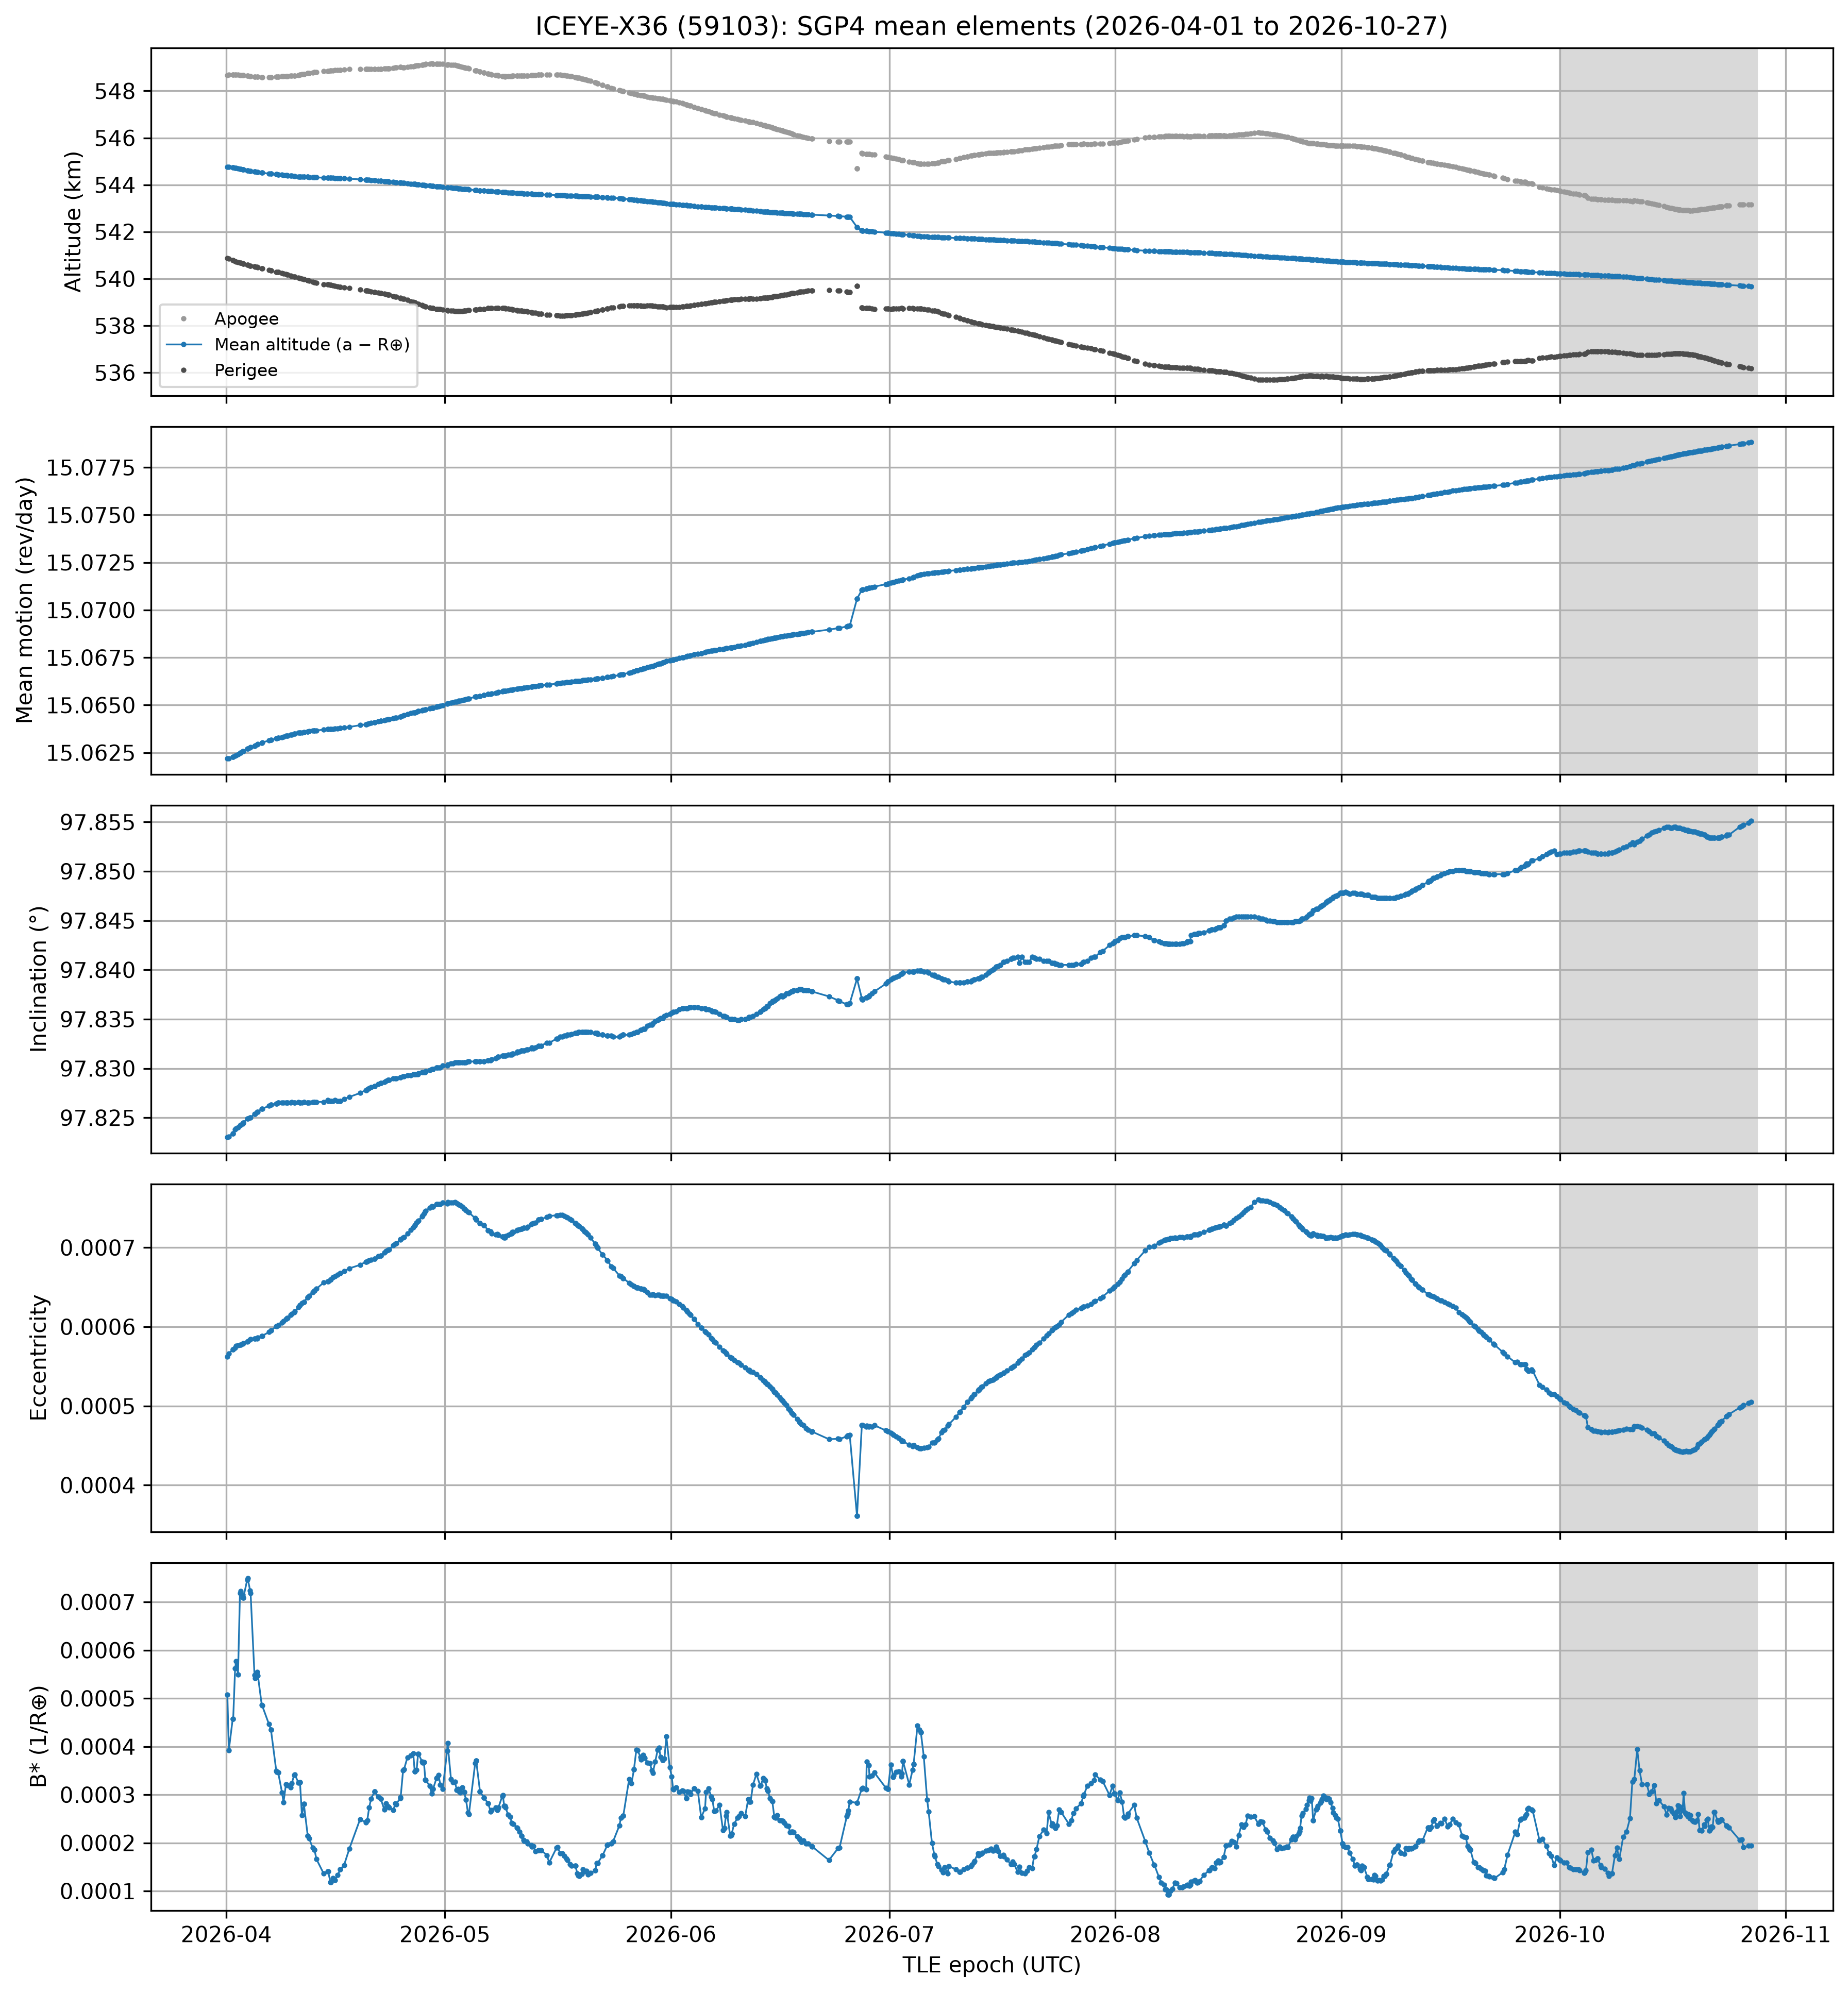 ICEYE-X36 (59103): SGP4 mean elements (2026-04-01 to 2026-10-27)
Altitude (km)
548
546
544
542
540
538
536
Apogee
Mean altitude (a − R⊕)
Perigee
Mean motion (rev/day)
15.0775
15.0750
15.0725
15.0700
15.0675
15.0650
15.0625
Inclination (°)
97.855
97.850
97.845
97.840
97.835
97.830
97.825
Eccentricity
0.0007
0.0006
0.0005
0.0004
B* (1/R⊕)
0.0007
0.0006
0.0005
0.0004
0.0003
0.0002
0.0001
2026-04 2026-05 2026-06 2026-07 2026-08 2026-09 2026-10 2026-11
TLE epoch (UTC)